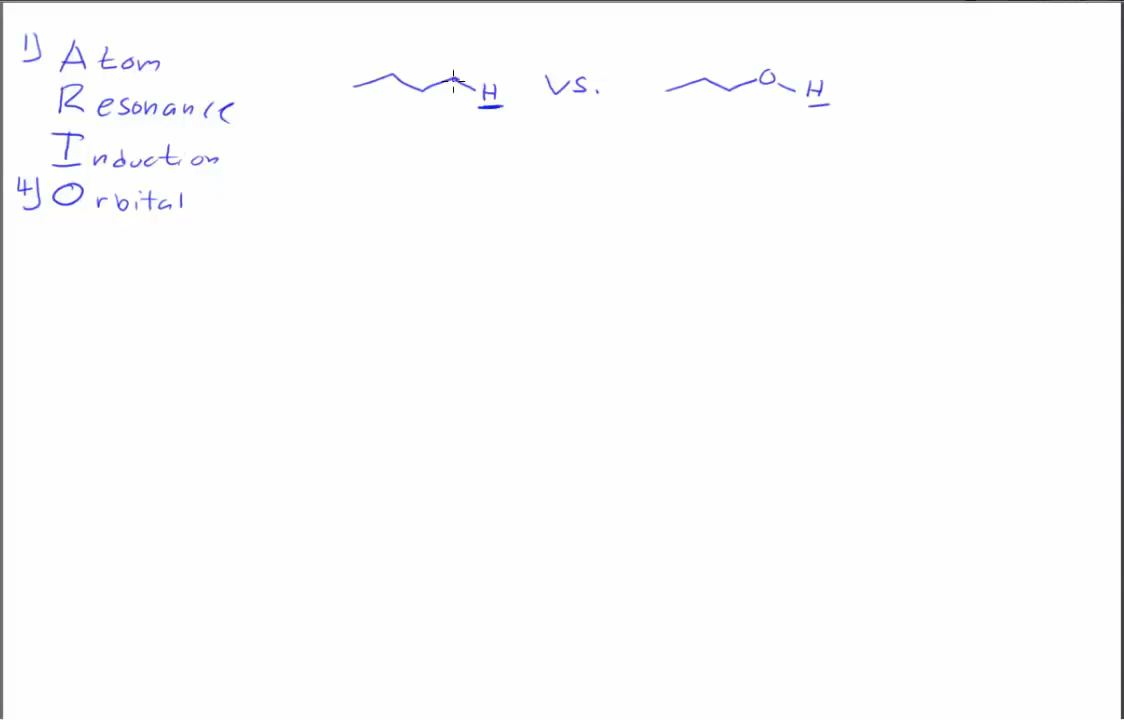 1) Atom
Resonance
Induction
4) Orbital
H vs. O H